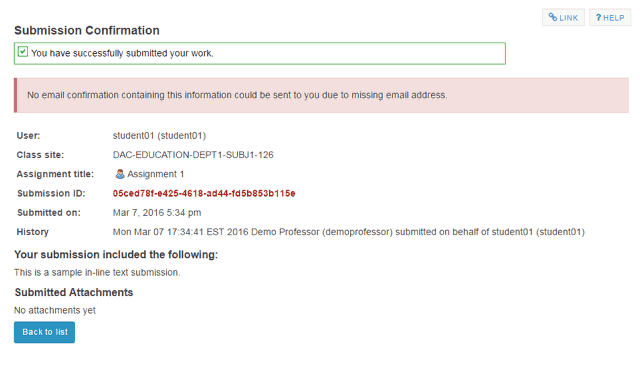 LINK
? HELP
Submission Confirmation
You have successfully submitted your work.
No email confirmation containing this information could be sent to you due to missing email address.
User: student01 (student01)
Class site: DAC-EDUCATION-DEPT1-SUBJ1-126
Assignment title: Assignment 1
Submission ID: 05ced78f-e425-4618-ad44-fd5b853b115e
Submitted on: Mar 7, 2016 5:34 pm
History Mon Mar 07 17:34:41 EST 2016 Demo Professor (demoprofessor) submitted on behalf of student01 (student01)
Your submission included the following:
This is a sample in-line text submission.
Submitted Attachments
No attachments yet
Back to list